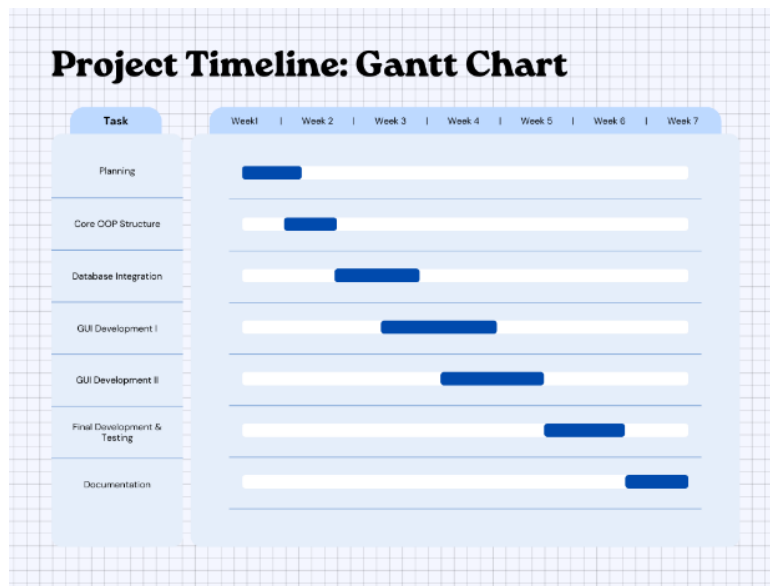 Project Timeline: Gantt Chart
Task
Week1 | Week 2 | Week 3 | Week 4 | Week 5 | Week 6 | Week 7
Planning
Core OOP Structure
Database Integration
GUI Development I
GUI Development II
Final Development &
Testing
Documentation